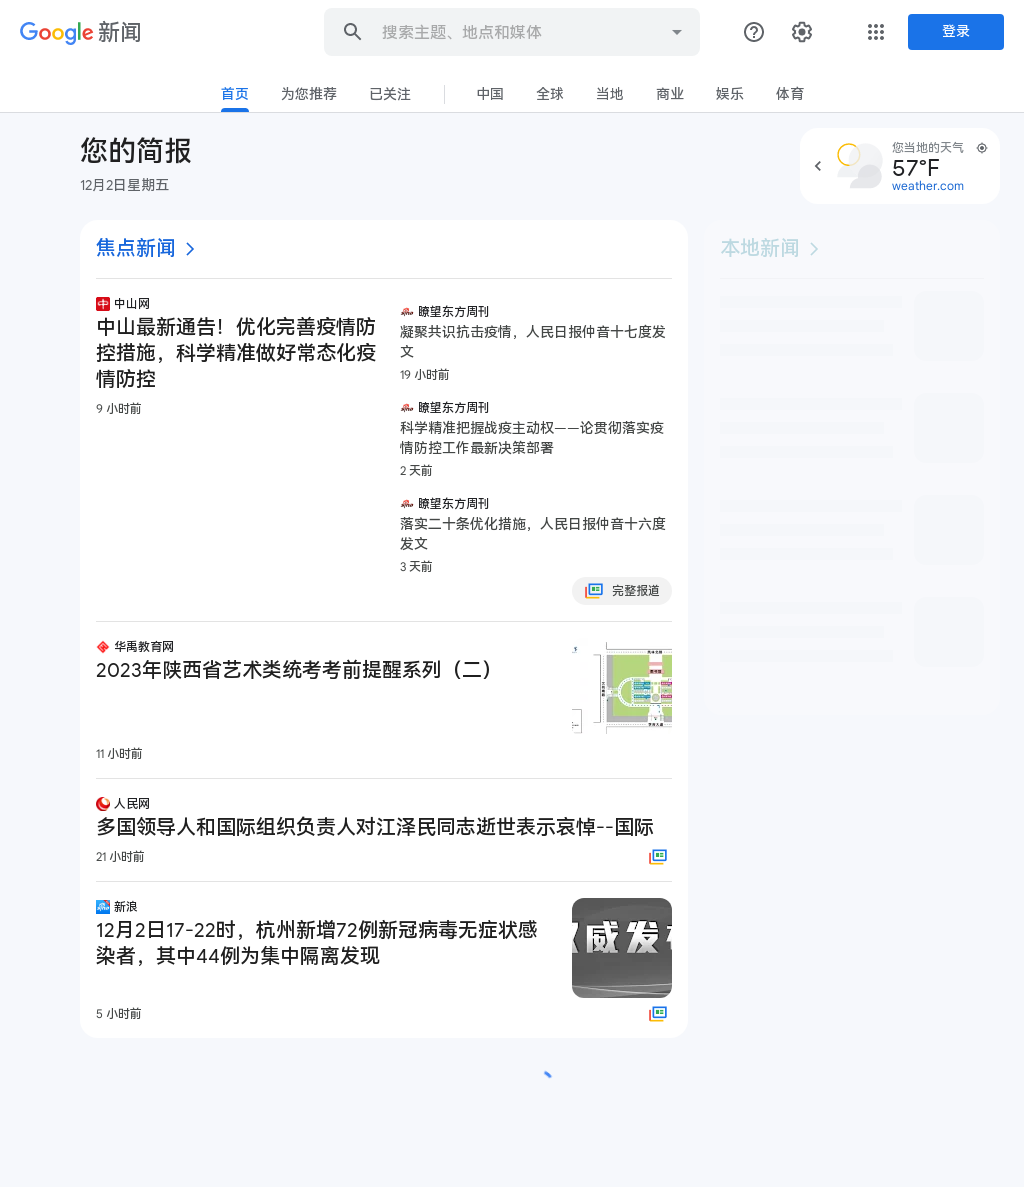 Google 新闻
搜索主题、地点和媒体
登录
首页
为您推荐
已关注
中国
全球
当地
商业
娱乐
体育
您的简报
12月2日星期五
您当地的天气
57°F
weather.com
焦点新闻
中山网
中山最新通告！优化完善疫情防
控措施，科学精准做好常态化疫
情防控
9 小时前
瞭望东方周刊
凝聚共识抗击疫情，人民日报仲音十七度发
文
19 小时前
瞭望东方周刊
科学精准把握战疫主动权——论贯彻落实疫
情防控工作最新决策部署
2 天前
瞭望东方周刊
落实二十条优化措施，人民日报仲音十六度
发文
3 天前
完整报道
华禹教育网
2023年陕西省艺术类统考考前提醒系列（二）
11 小时前
人民网
多国领导人和国际组织负责人对江泽民同志逝世表示哀悼--国际
21 小时前
新浪
12月2日17-22时，杭州新增72例新冠病毒无症状感
染者，其中44例为集中隔离发现
权威发布
5 小时前
本地新闻